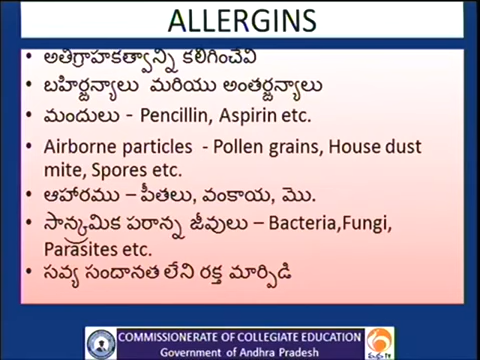 ALLERGINS
అతిగ్రాహకత్వాన్ని కలిగించేవి
బహిర్జన్యాలు మరియు అంతర్జన్యాలు
మందులు - Pencillin, Aspirin etc.
Airborne particles - Pollen grains, House dust
mite, Spores etc.
ఆహారము – పీతలు, వంకాయ, మొ.
సాన్క్రమిక పరాన్న జీవులు – Bacteria,Fungi,
Parasites etc.
సవ్య సందానత లేని రక్త మార్పిడి
COMMISSIONERATE OF COLLEGIATE EDUCATION
Government of Andhra Pradesh